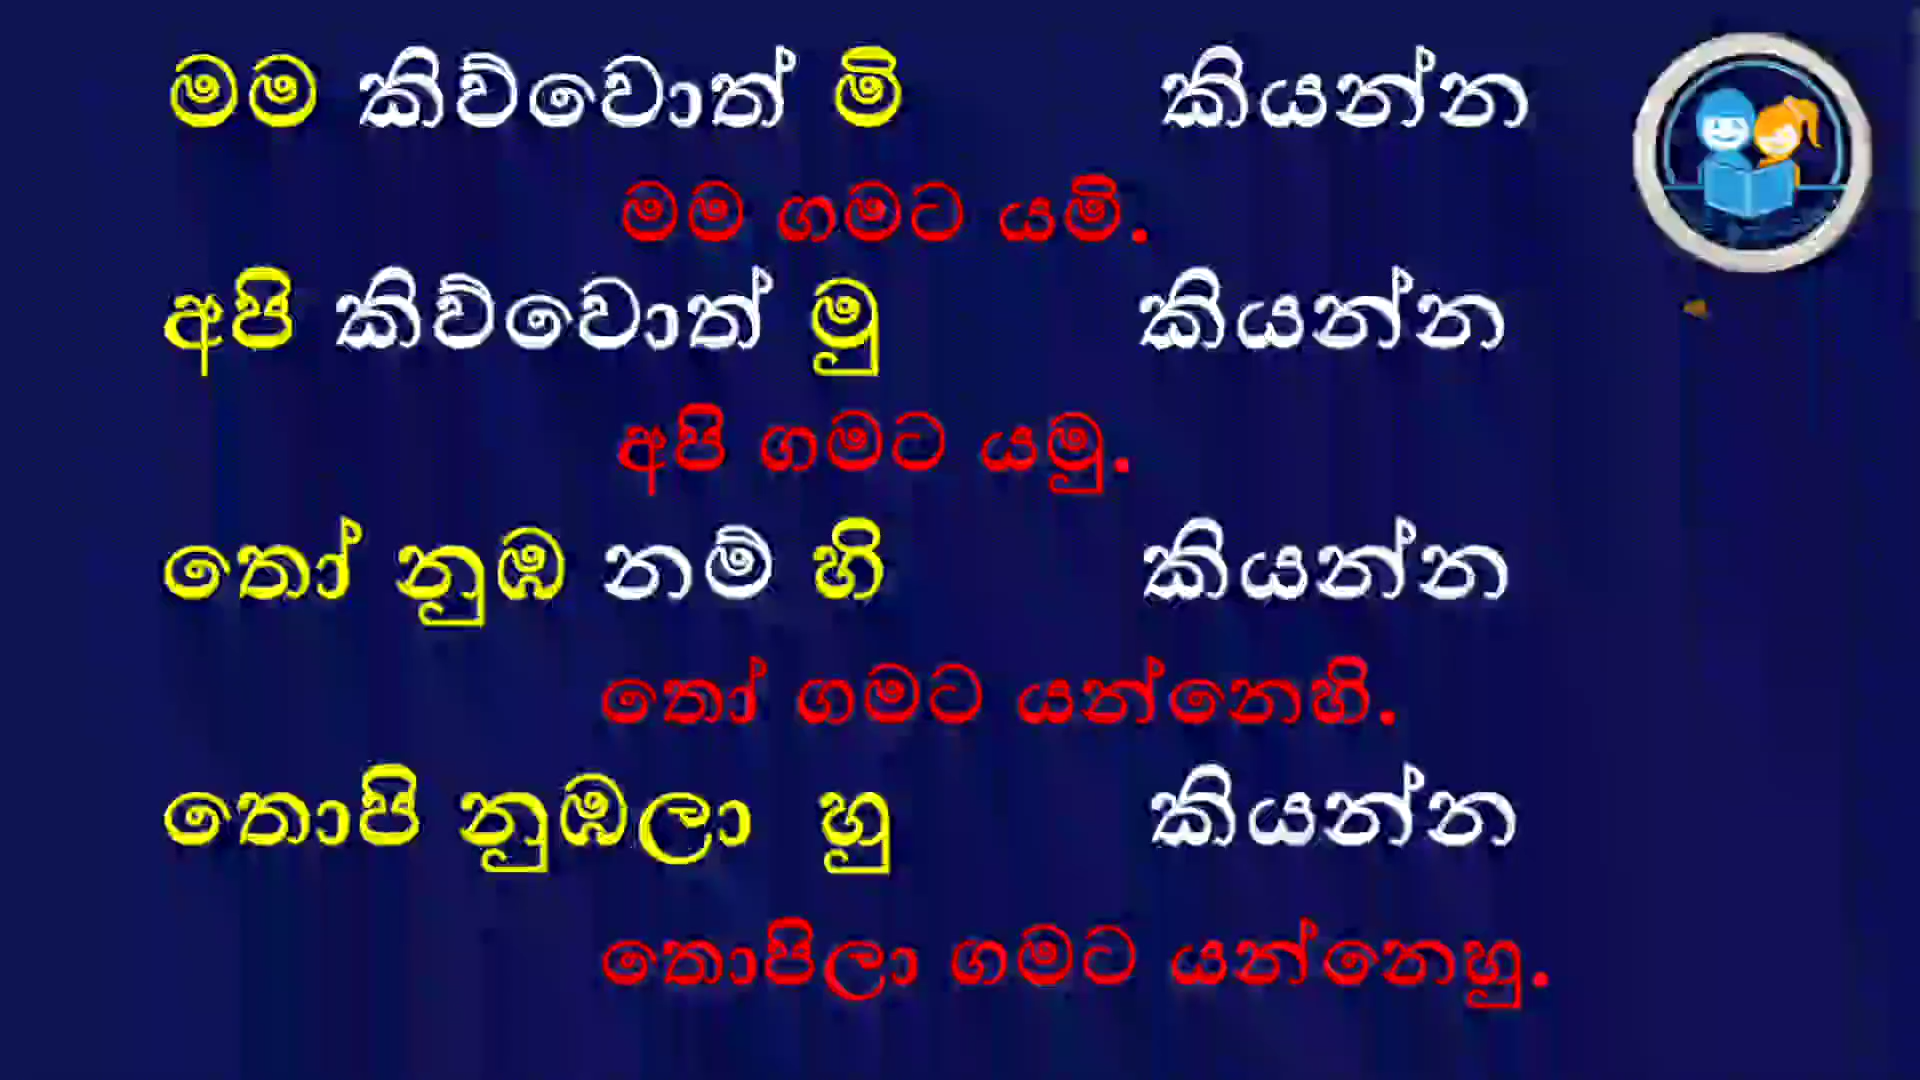 මම කිව්වොත් මි කියන්න
මම ගමට යමි.
අපි කිව්වොත් මු කියන්න
අපි ගමට යමු.
තෝ නුඹ නම් හි කියන්න
තෝ ගමට යන්නෙහි.
තොපි නුඹලා හු කියන්න
තොපිලා ගමට යන්නෙහු.